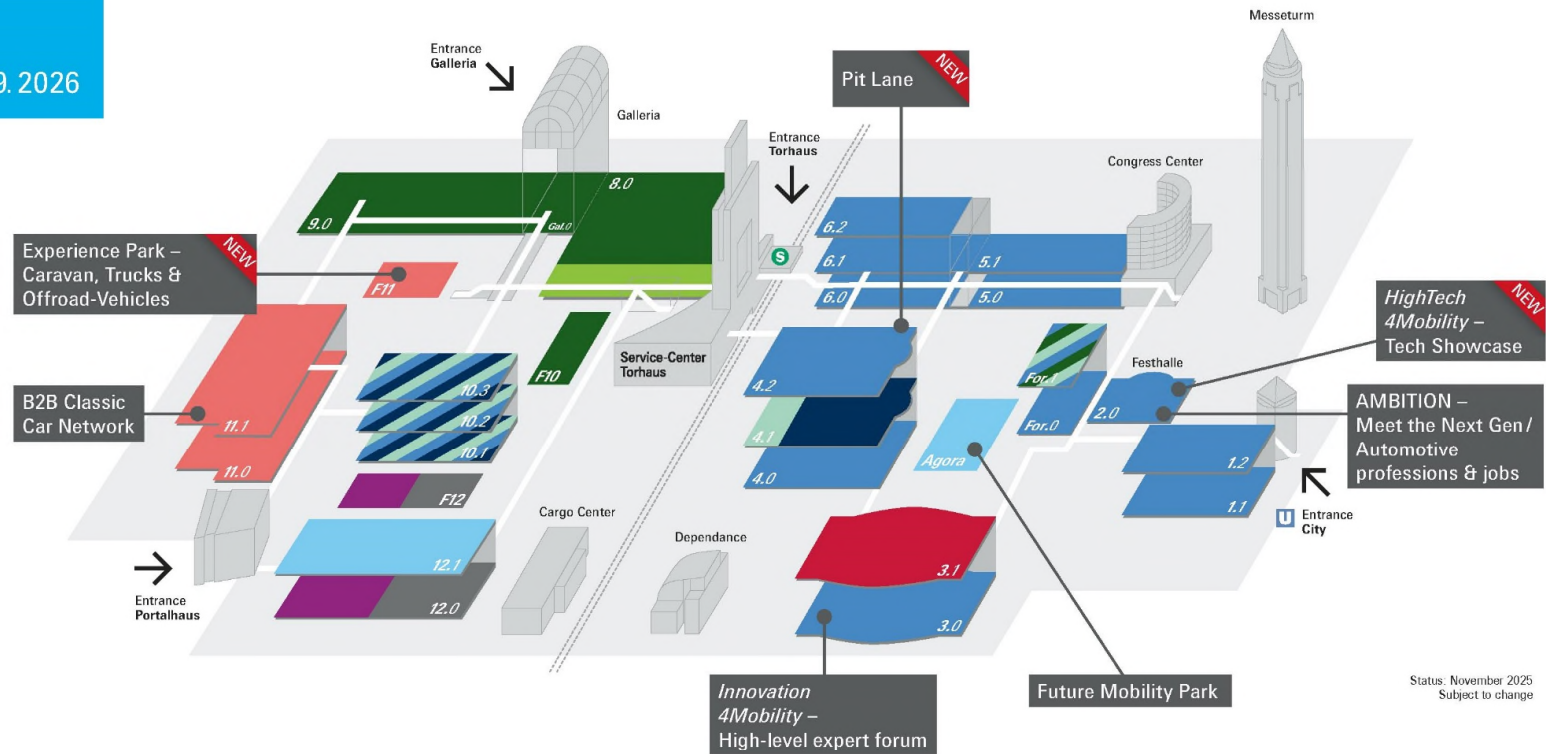 9. 2026
Messeturm
Entrance
Galleria
Pit Lane
NEW
Galleria
Entrance
Torhaus
Congress Center
8.0
9.0
Gal.0
6.2
6.1
6.0
5.1
5.0
S
Experience Park –
Caravan, Trucks &
Offroad-Vehicles
NEW
F11
HighTech
4Mobility –
Tech Showcase
NEW
Service-Center
Torhaus
F10
Festhalle
4.2
4.1
4.0
For.1
For.0
2.0
10.3
10.2
10.1
B2B Classic
Car Network
11.1
11.0
AMBITION –
Meet the Next Gen /
Automotive
professions & jobs
Agora
1.2
1.1
F12
Cargo Center
Dependance
U Entrance
City
12.1
12.0
Entrance
Portalhaus
3.1
3.0
Innovation
4Mobility –
High-level expert forum
Future Mobility Park
Status: November 2025
Subject to change